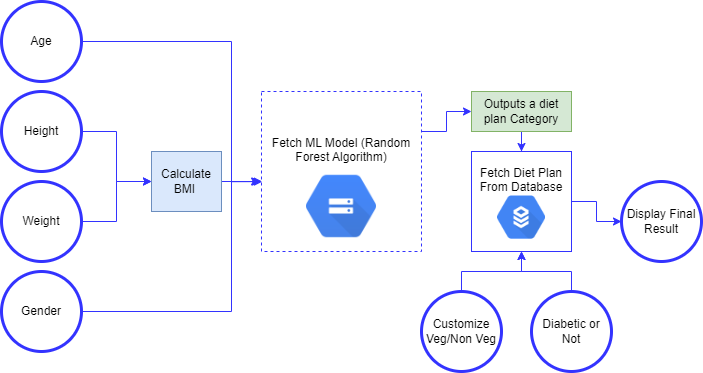 Age
Height
Weight
Gender
Calculate
BMI
Fetch ML Model (Random
Forest Algorithm)
Outputs a diet
plan Category
Fetch Diet Plan
From Database
Customize
Veg/Non Veg
Diabetic or
Not
Display Final
Result